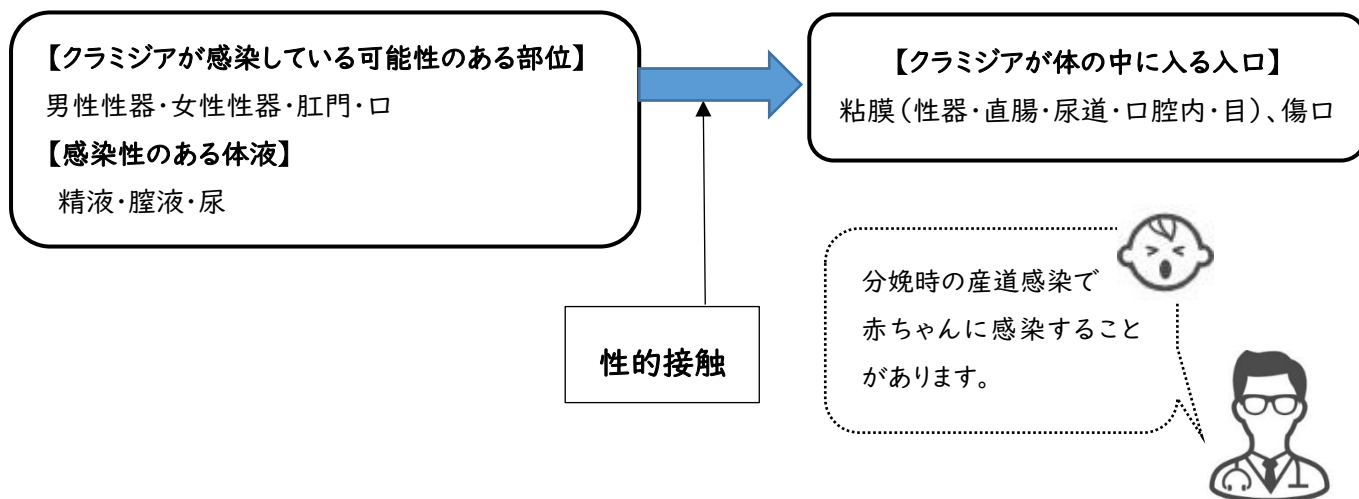 【クラミジアが感染している可能性のある部位】
男性性器・女性性器・肛門・口
【感染性のある体液】
精液・膣液・尿
性的接触
【クラミジアが体の中に入る入口】
粘膜(性器・直腸・尿道・口腔内・目)、傷口
分娩時の産道感染で
赤ちゃんに感染すること
があります。